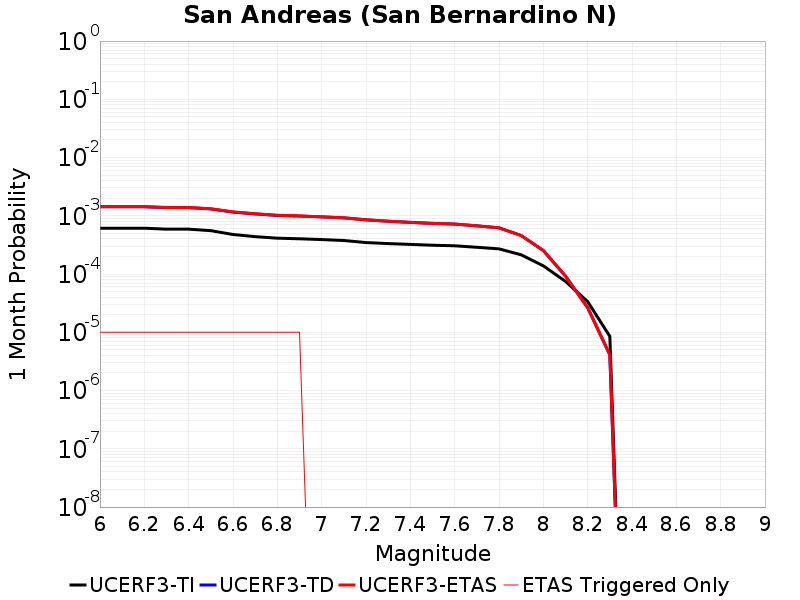 San Andreas (San Bernardino N)
10^0
10^-1
10^-2
10^-3
10^-4
10^-5
10^-6
10^-7
10^-8
1 Month Probability
6 6.2 6.4 6.6 6.8 7 7.2 7.4 7.6 7.8 8 8.2 8.4 8.6 8.8 9
Magnitude
UCERF3-TI UCERF3-TD UCERF3-ETAS ETAS Triggered Only